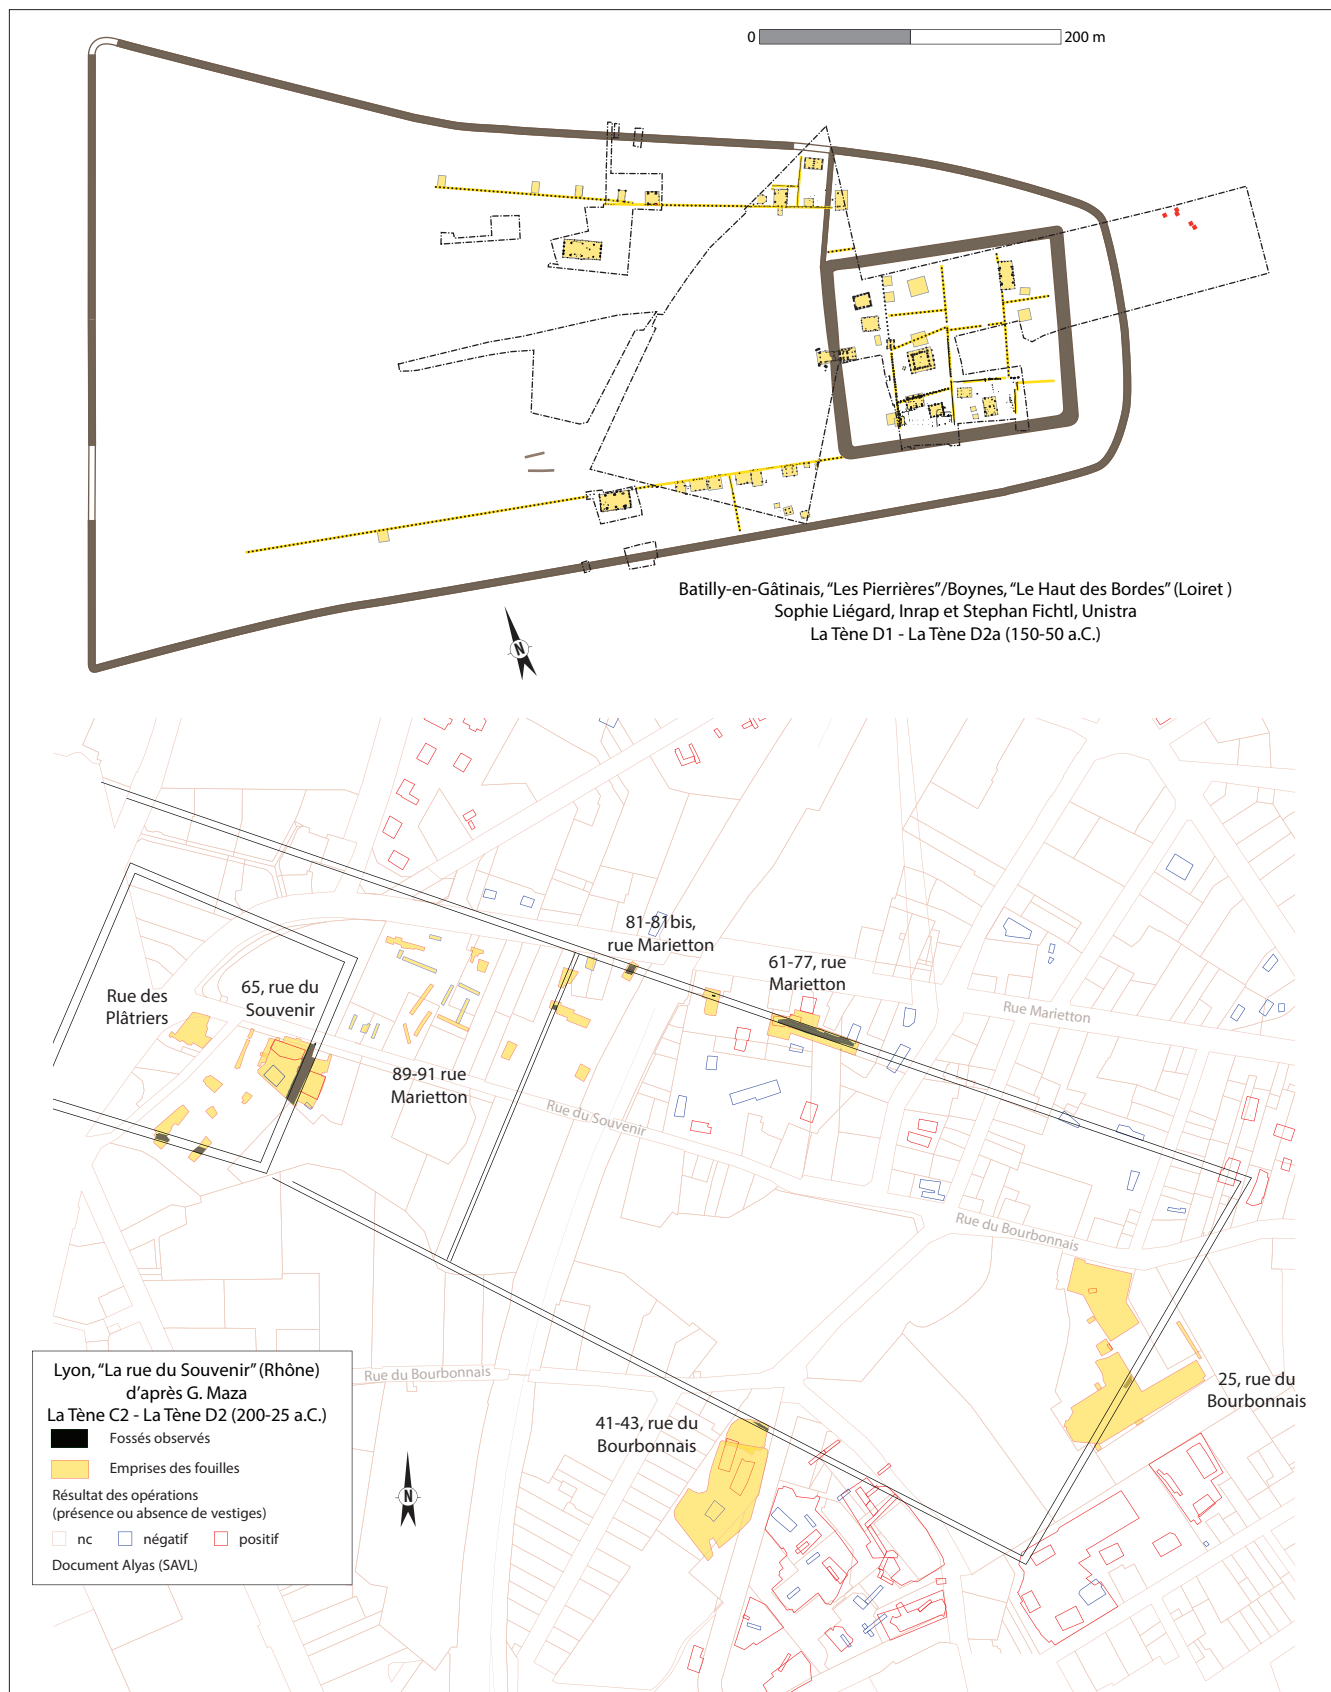 0 200 m
Batilly-en-Gâtinais, “Les Pierrières”/Boynes, “Le Haut des Bordes” (Loiret )
Sophie Liégard, Inrap et Stephan Fichtl, Unistra
La Tène D1 - La Tène D2a (150-50 a.C.)
N
81-81bis,
rue Marietton
61-77, rue
Marietton
65, rue du
Souvenir
Rue des
Plâtriers
Rue Marietton
89-91 rue
Marietton
Rue du Souvenir
Rue du Bourbonnais
Rue du Bourbonnais
25, rue du
Bourbonnais
41-43, rue du
Bourbonnais
Lyon, “La rue du Souvenir” (Rhône)
d’après G. Maza
La Tène C2 - La Tène D2 (200-25 a.C.)
Fossés observés
Emprises des fouilles
Résultat des opérations
(présence ou absence de vestiges)
nc négatif positif
Document Alyas (SAVL)
N